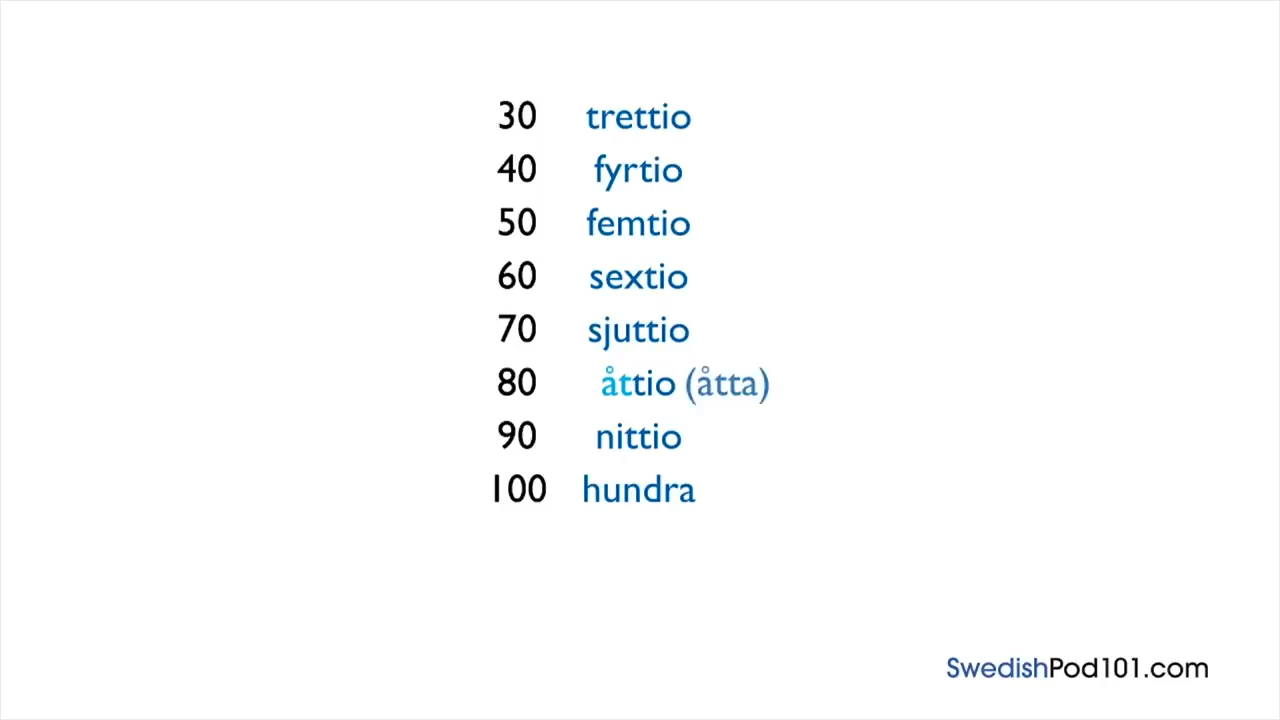 30 trettio
40 fyrtio
50 femtio
60 sextio
70 sjuttio
80 åttio (åtta)
90 nittio
100 hundra
SwedishPod101.com